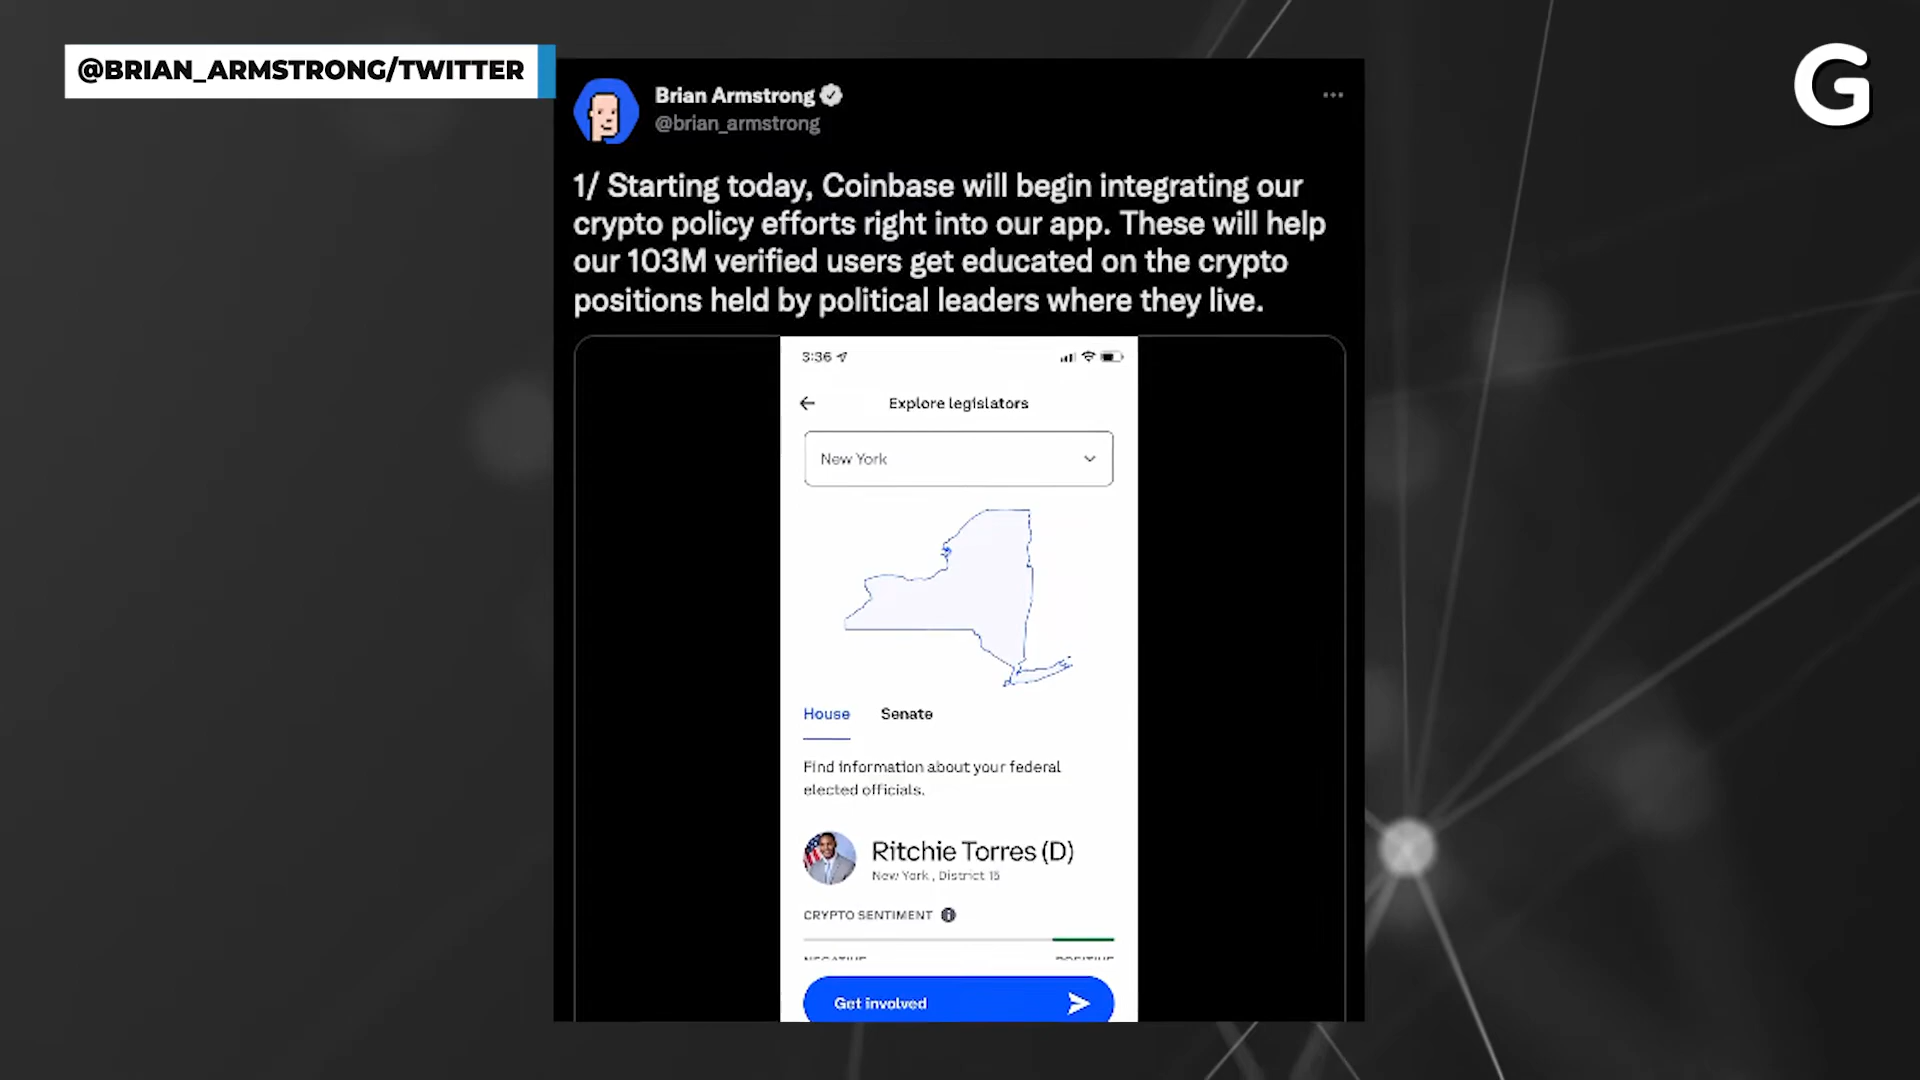 @BRIAN_ARMSTRONG/TWITTER
G
Brian Armstrong
@brian_armstrong
1/ Starting today, Coinbase will begin integrating our
crypto policy efforts right into our app. These will help
our 103M verified users get educated on the crypto
positions held by political leaders where they live.
3:36
Explore legislators
New York
House Senate
Find information about your federal
elected officials.
Ritchie Torres (D)
New York, District 15
CRYPTO SENTIMENT
NEGATIVE POSITIVE
Get involved